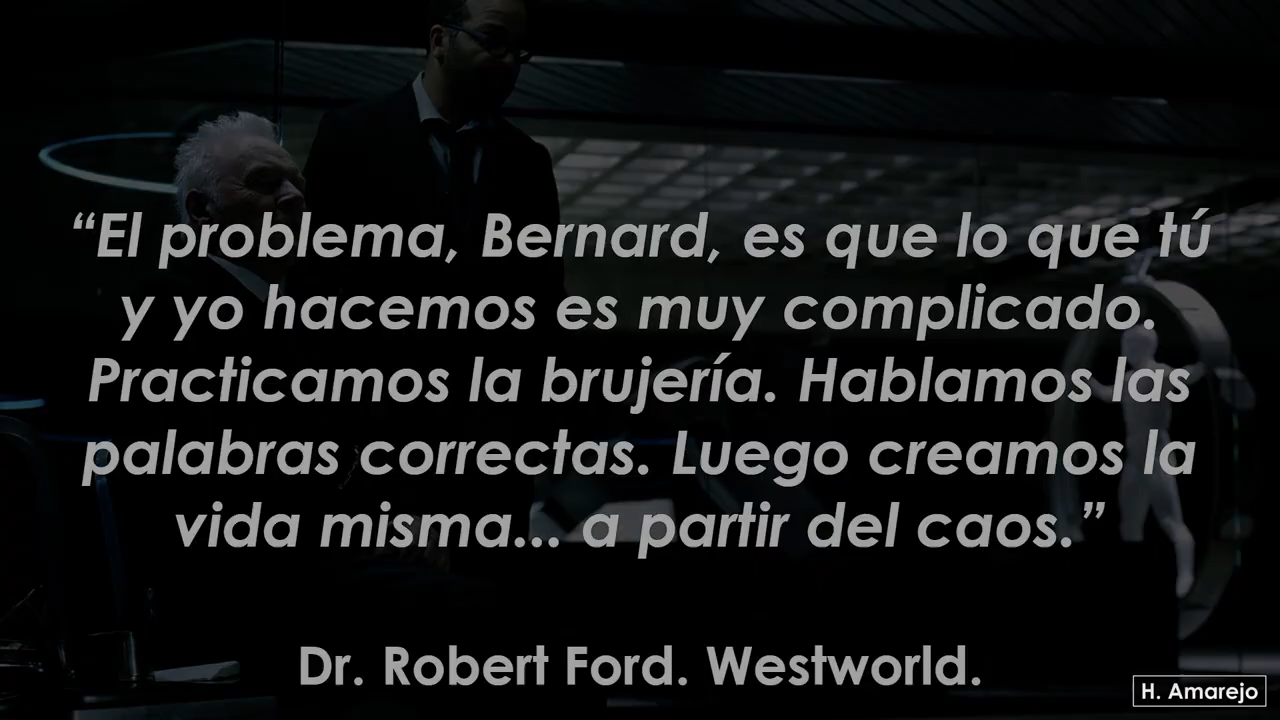 “El problema, Bernard, es que lo que tú
y yo hacemos es muy complicado.
Practicamos la brujería. Hablamos las
palabras correctas. Luego creamos la
vida misma... a partir del caos.”
Dr. Robert Ford. Westworld.
H. Amarejo